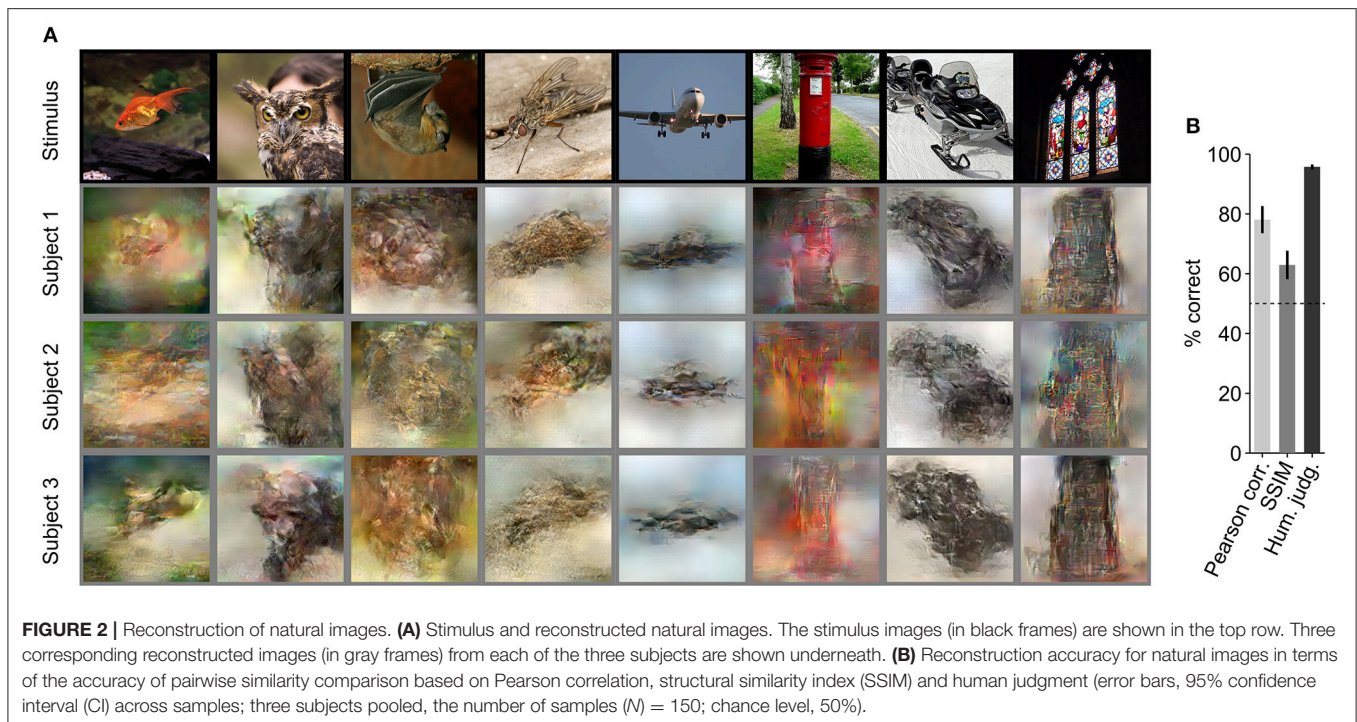 A
Stimulus
Subject 1
Subject 2
Subject 3
B
% correct
100
80
60
40
20
0
Pearson corr.
SSIM
Hum. judg.
FIGURE 2 | Reconstruction of natural images. (A) Stimulus and reconstructed natural images. The stimulus images (in black frames) are shown in the top row. Three
corresponding reconstructed images (in gray frames) from each of the three subjects are shown underneath. (B) Reconstruction accuracy for natural images in terms
of the accuracy of pairwise similarity comparison based on Pearson correlation, structural similarity index (SSIM) and human judgment (error bars, 95% confidence
interval (CI) across samples; three subjects pooled, the number of samples (N) = 150; chance level, 50%).